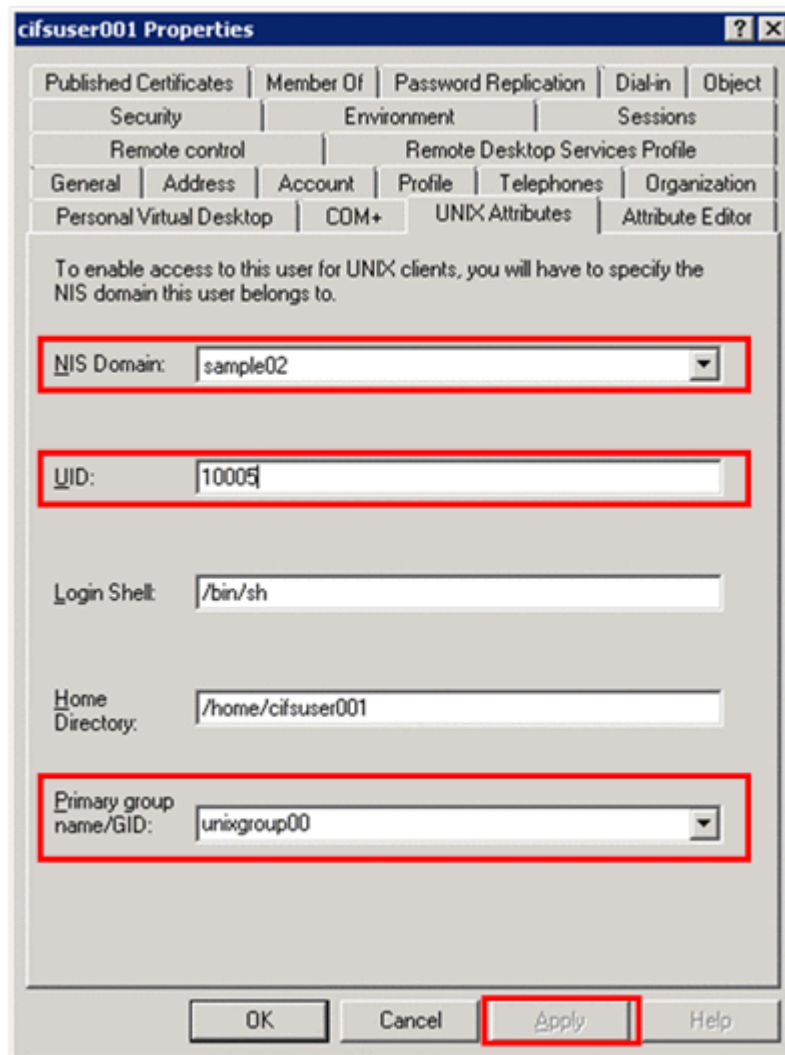 cifsuser001 Properties
Published Certificates Member Of Password Replication Dial-in Object
Security Environment Sessions
Remote control Remote Desktop Services Profile
General Address Account Profile Telephones Organization
Personal Virtual Desktop COM+ UNIX Attributes Attribute Editor
To enable access to this user for UNIX clients, you will have to specify the
NIS domain this user belongs to.
NIS Domain: sample02
UID: 10005
Login Shell: /bin/sh
Home
Directory: /home/cifsuser001
Primary group
name/GID: unixgroup00
OK Cancel Apply Help